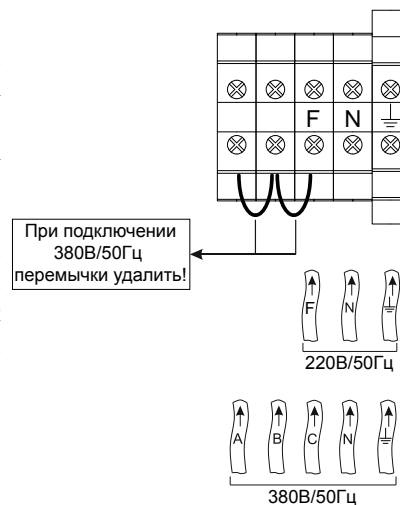 F N
При подключении
380В/50Гц
перемычки удалить!
F N
220В/50Гц
A B C N
380В/50Гц